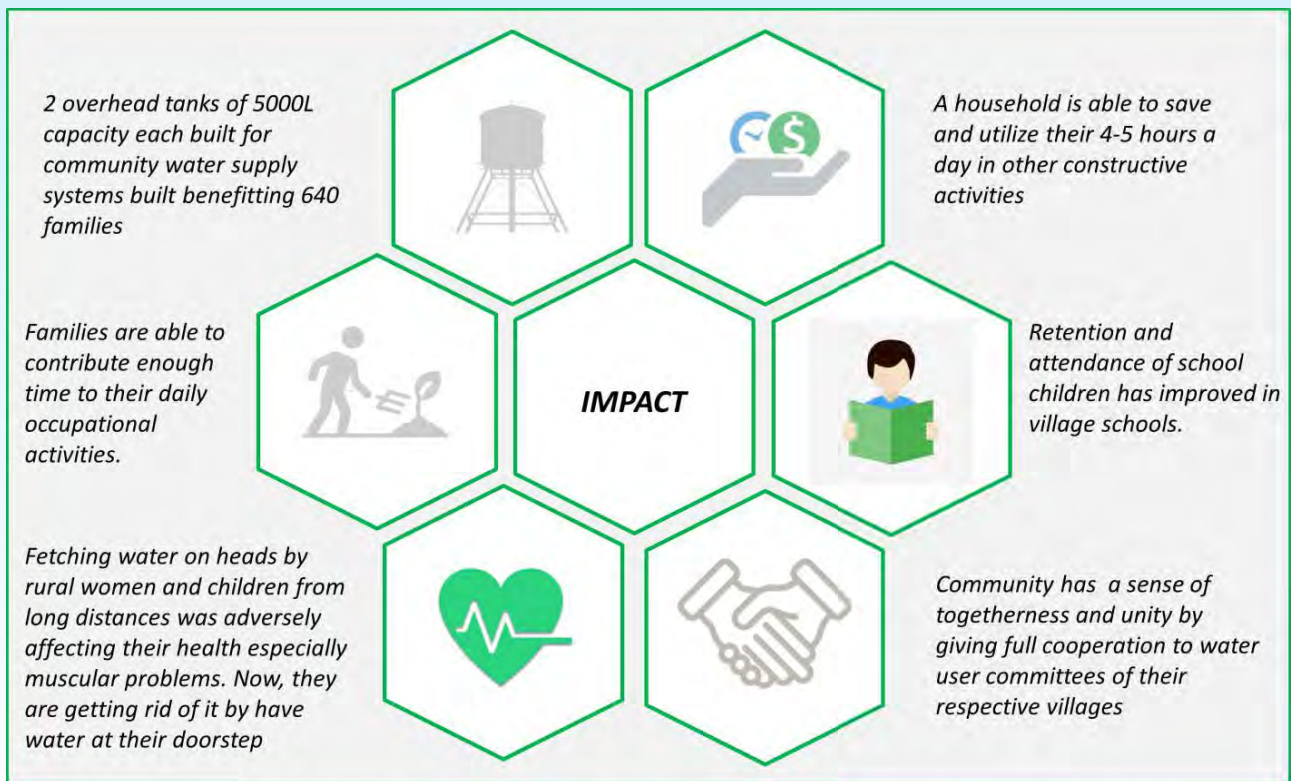 2 overhead tanks of 5000L
capacity each built for
community water supply
systems built benefitting 640
families
A household is able to save
and utilize their 4-5 hours a
day in other constructive
activities
$
Families are able to
contribute enough
time to their daily
occupational
activities.
IMPACT
Retention and
attendance of school
children has improved in
village schools.
Fetching water on heads by
rural women and children from
long distances was adversely
affecting their health especially
muscular problems. Now, they
are getting rid of it by have
water at their doorstep
Community has a sense of
togetherness and unity by
giving full cooperation to water
user committees of their
respective villages